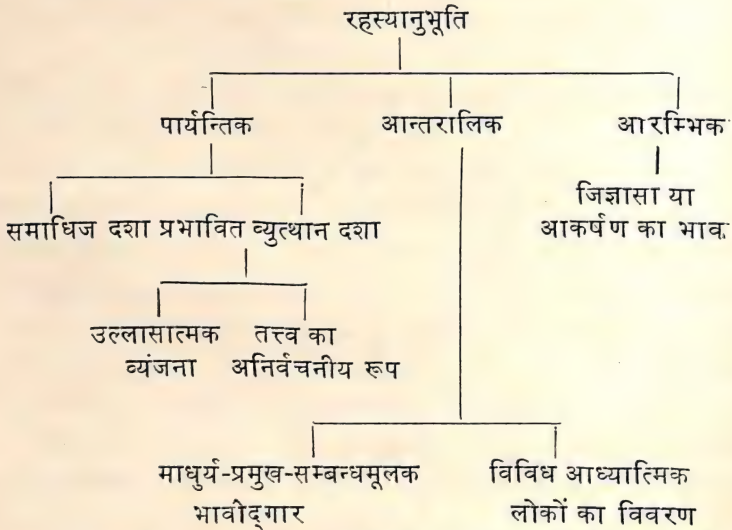 रहस्यानुभूति
पार्यन्तिक आन्तरालिक आरम्भिक
जिज्ञासा या
आकर्षण का भाव
समाधिज दशा प्रभावित व्युत्थान दशा
उल्लासात्मक तत्त्व का
व्यंजना अनिर्वचनीय रूप
माधुर्य-प्रमुख-सम्बन्धमूलक विविध आध्यात्मिक
भावोद्‌गार लोकों का विवरण